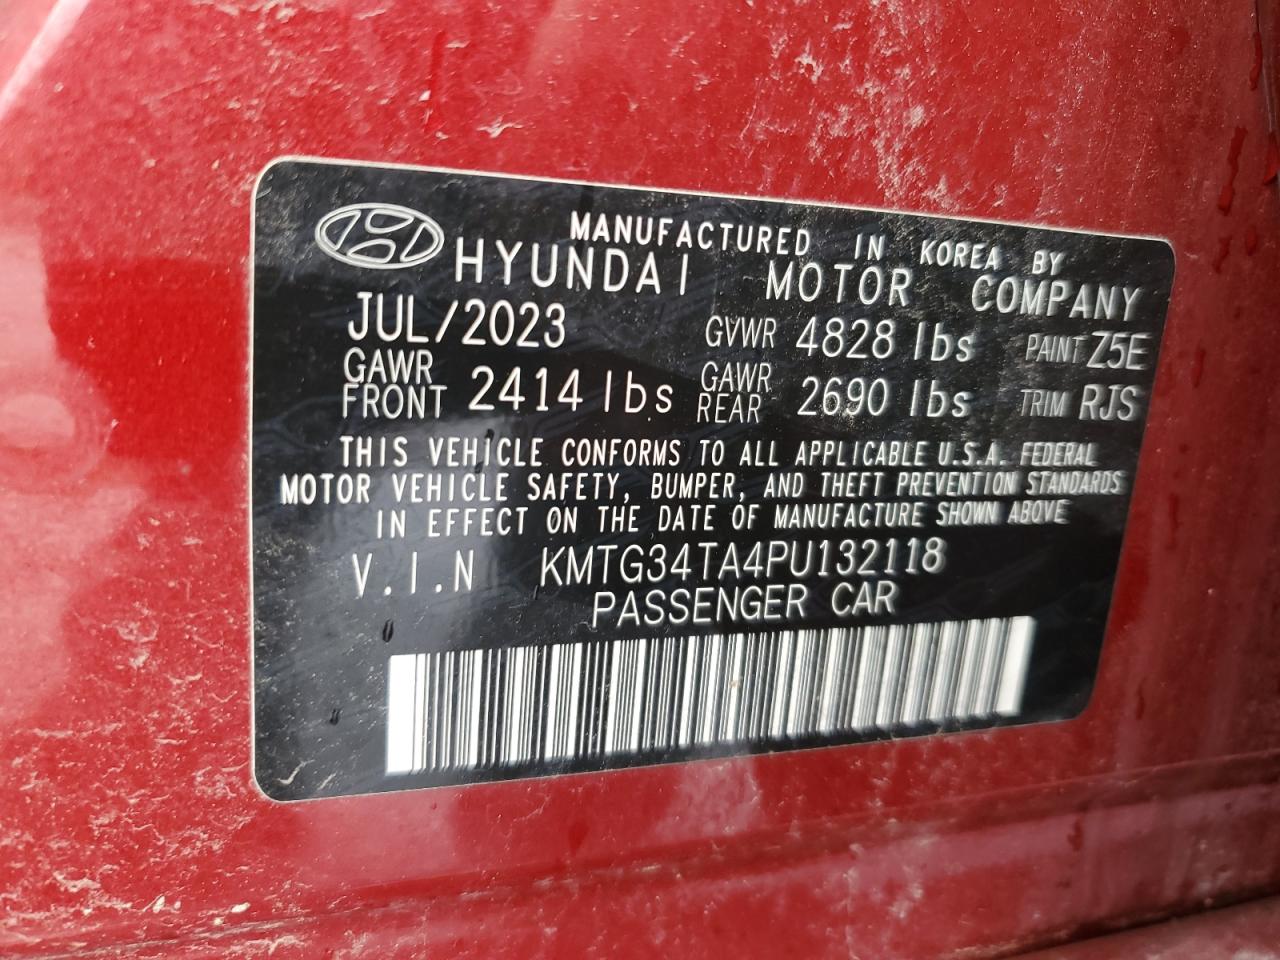 MANUFACTURED IN KOREA BY
HYUNDAI MOTOR COMPANY
JUL/2023 GVWR 4828 lbs PAINT Z5E
GAWR FRONT 2414 lbs GAWR REAR 2690 lbs TRIM RJS
THIS VEHICLE CONFORMS TO ALL APPLICABLE U.S.A. FEDERAL
MOTOR VEHICLE SAFETY, BUMPER, AND THEFT PREVENTION STANDARDS
IN EFFECT ON THE DATE OF MANUFACTURE SHOWN ABOVE
V.I.N KMTG34TA4PU132118
PASSENGER CAR